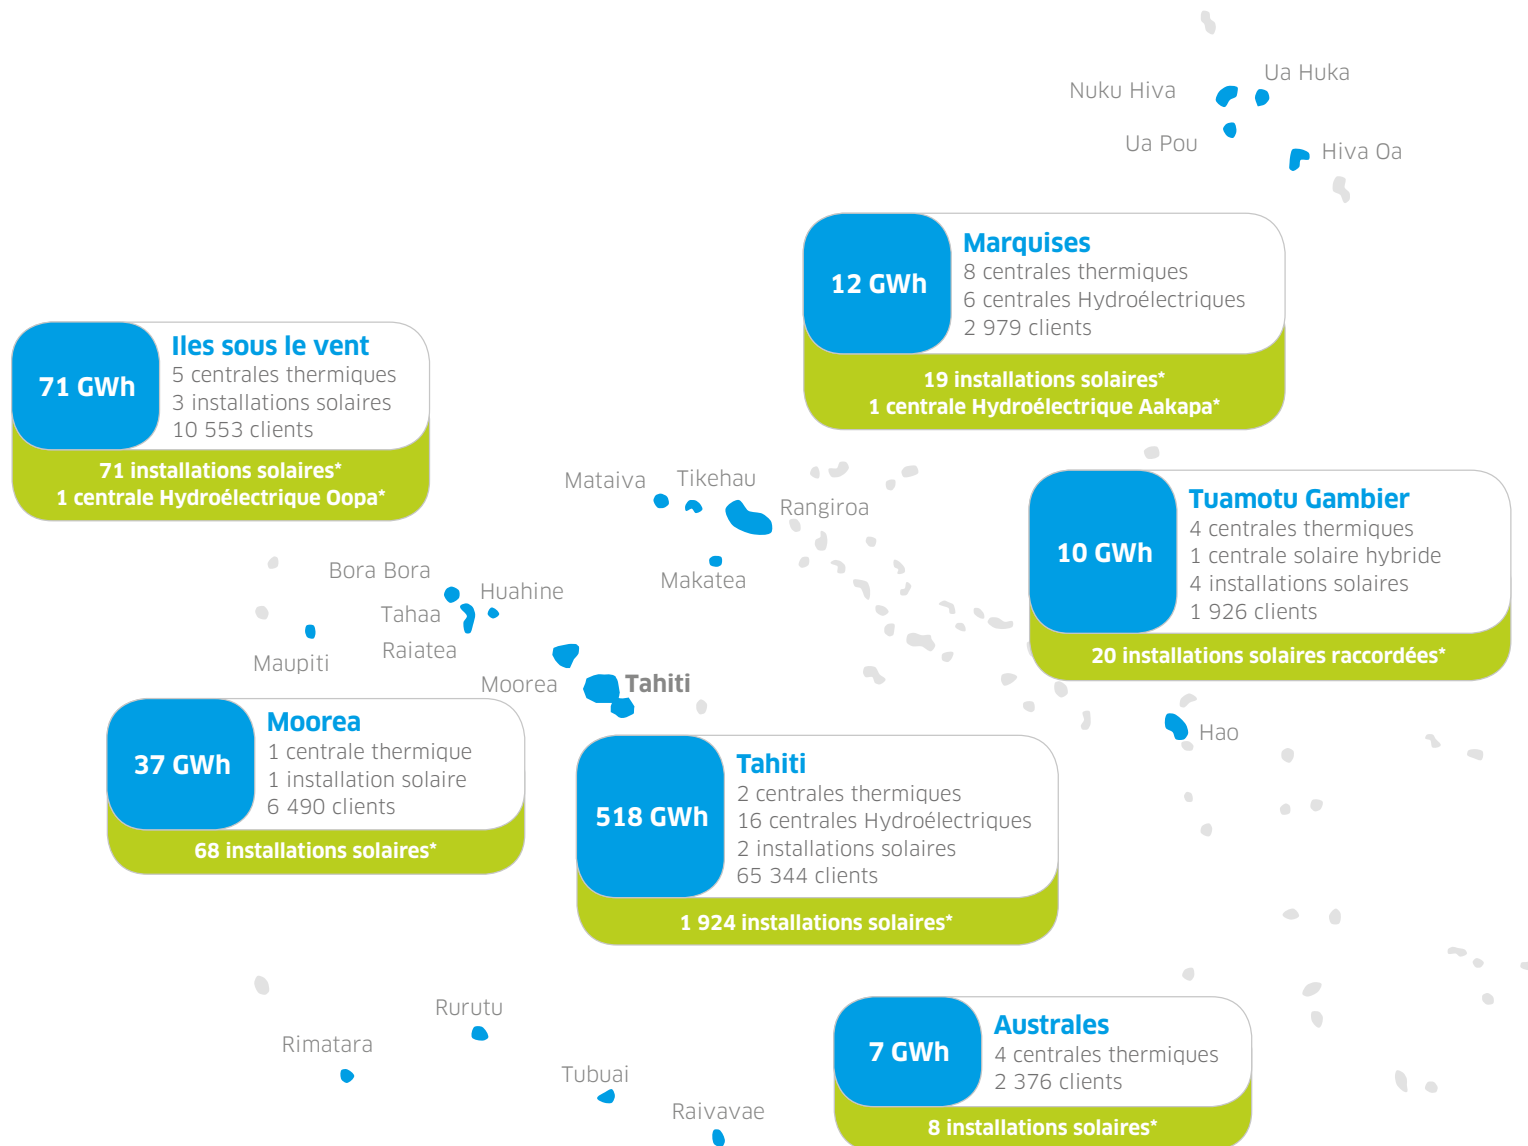 Ua Huka
Nuku Hiva
Ua Pou
Hiva Oa
12 GWh
Marquises
8 centrales thermiques
6 centrales Hydroélectriques
2 979 clients
19 installations solaires*
1 centrale Hydroélectrique Aakapa*
71 GWh
Iles sous le vent
5 centrales thermiques
3 installations solaires
10 553 clients
71 installations solaires*
1 centrale Hydroélectrique Oopa*
Mataiva
Tikehau
Rangiroa
Makatea
10 GWh
Tuamotu Gambier
4 centrales thermiques
1 centrale solaire hybride
4 installations solaires
1 926 clients
20 installations solaires raccordées*
Bora Bora
Huahine
Tahaa
Raiatea
Maupiti
Moorea
Tahiti
Hao
37 GWh
Moorea
1 centrale thermique
1 installation solaire
6 490 clients
68 installations solaires*
518 GWh
Tahiti
2 centrales thermiques
16 centrales Hydroélectriques
2 installations solaires
65 344 clients
1 924 installations solaires*
Rurutu
Rimatara
Tubuai
Raivavae
7 GWh
Australes
4 centrales thermiques
2 376 clients
8 installations solaires*